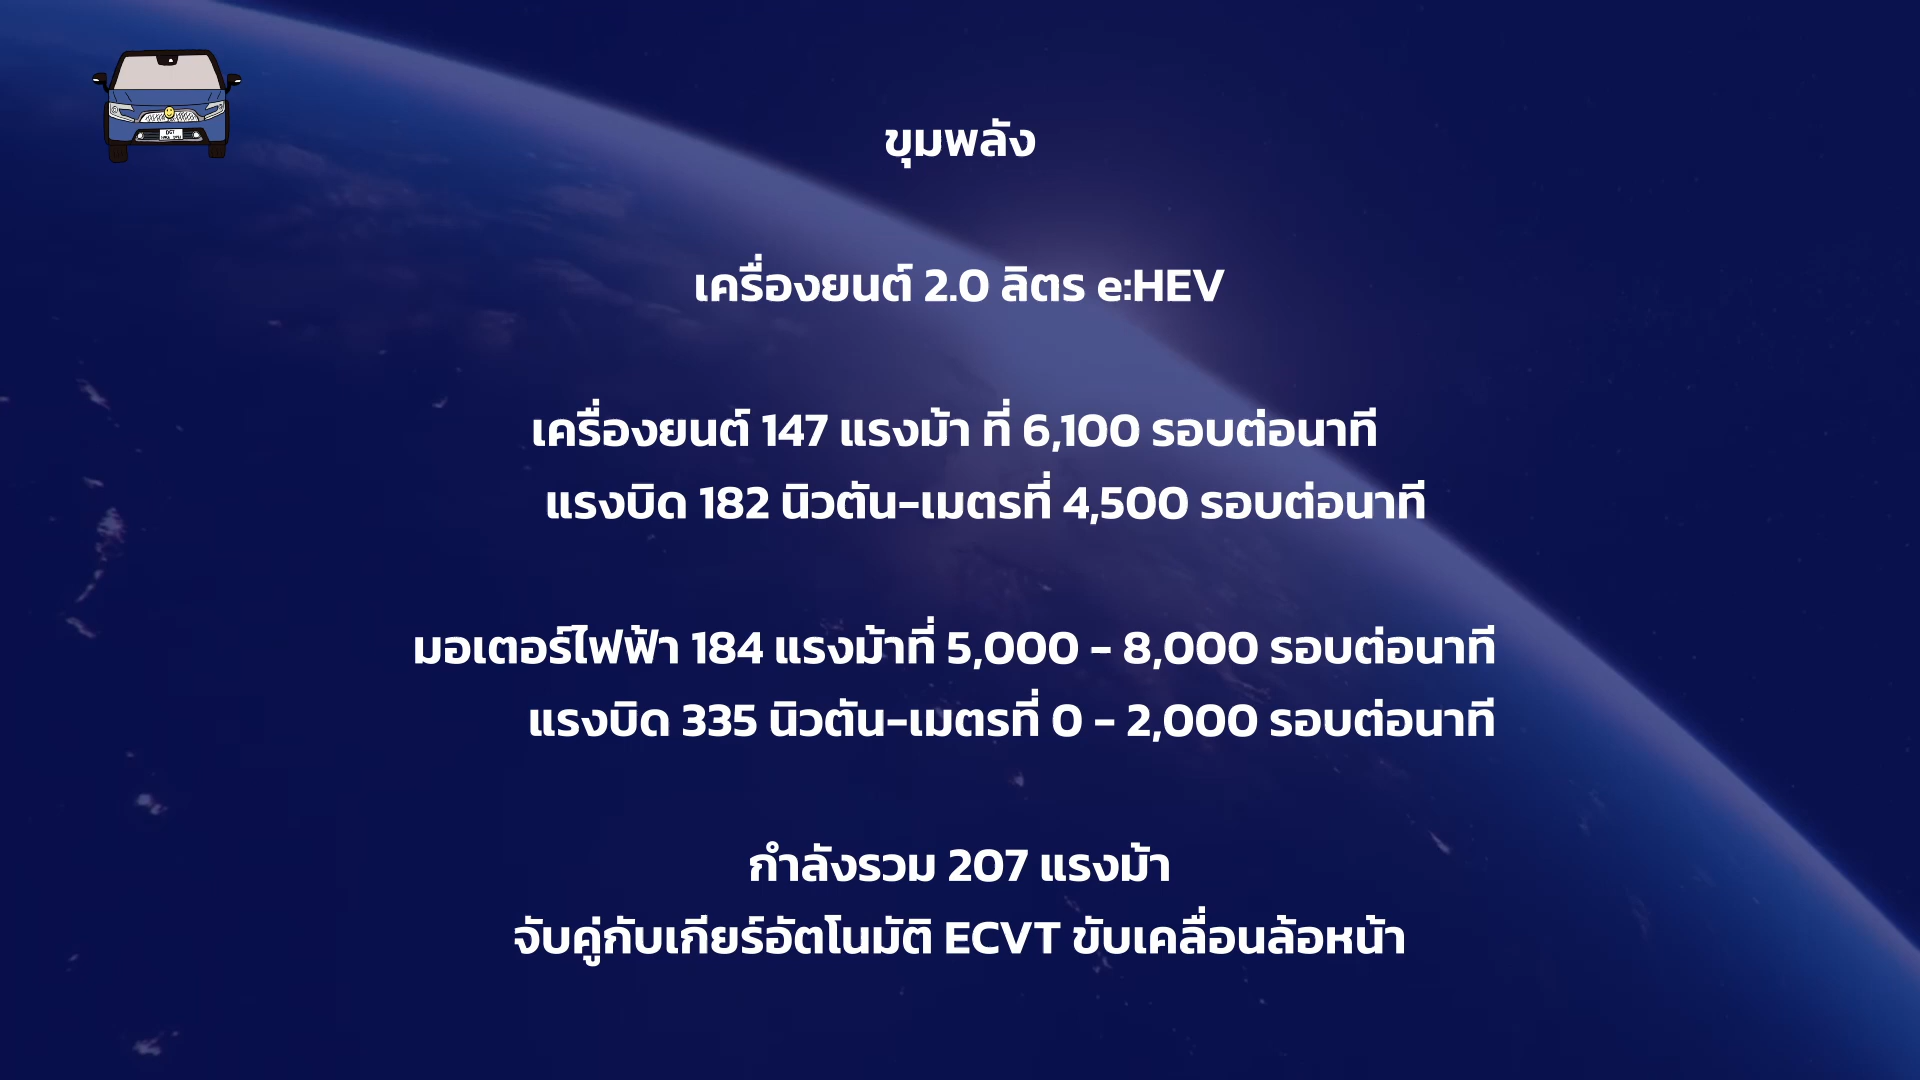 ขุมพลัง
เครื่องยนต์ 2.0 ลิตร e:HEV
เครื่องยนต์ 147 แรงม้า ที่ 6,100 รอบต่อนาที
แรงบิด 182 นิวตัน-เมตรที่ 4,500 รอบต่อนาที
มอเตอร์ไฟฟ้า 184 แรงม้าที่ 5,000 - 8,000 รอบต่อนาที
แรงบิด 335 นิวตัน-เมตรที่ 0 - 2,000 รอบต่อนาที
กำลังรวม 207 แรงม้า
จับคู่กับเกียร์อัตโนมัติ ECVT ขับเคลื่อนล้อหน้า